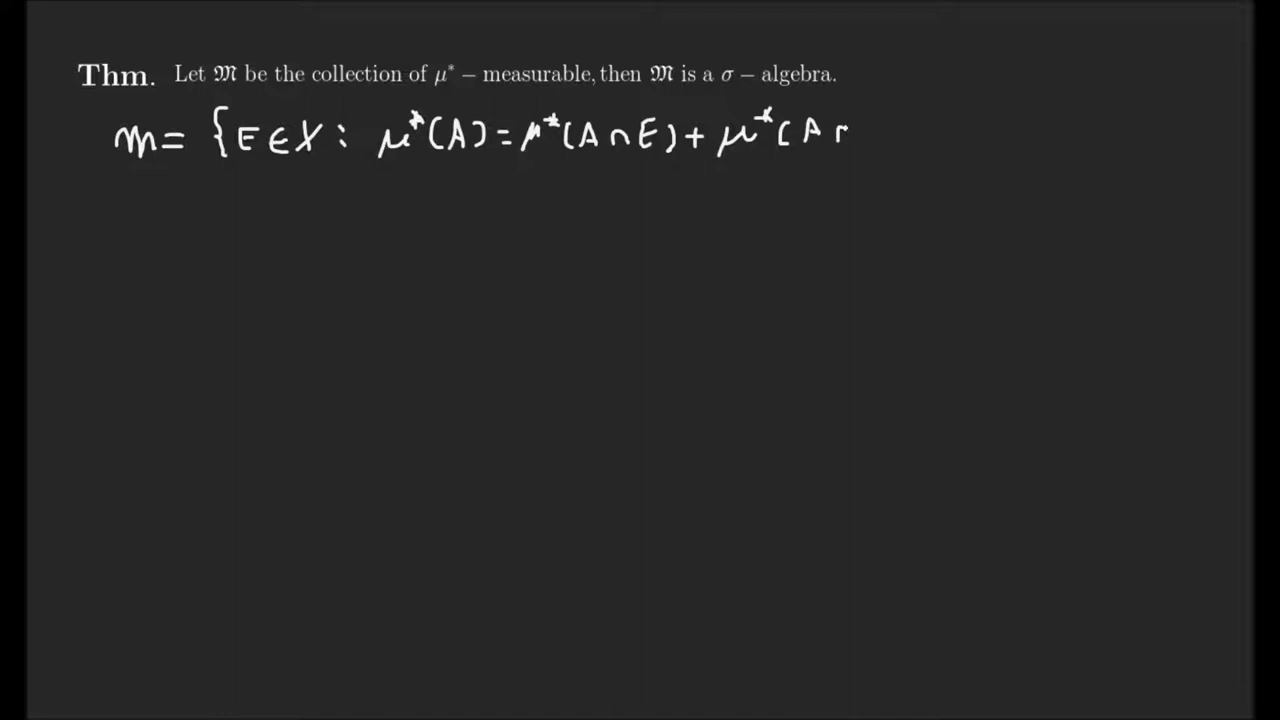 Thm. Let 𝔐 be the collection of μ* − measurable, then 𝔐 is a σ − algebra.
m = {E ∈ X : μ*(A) = μ*(A ∩ E) + μ*(A